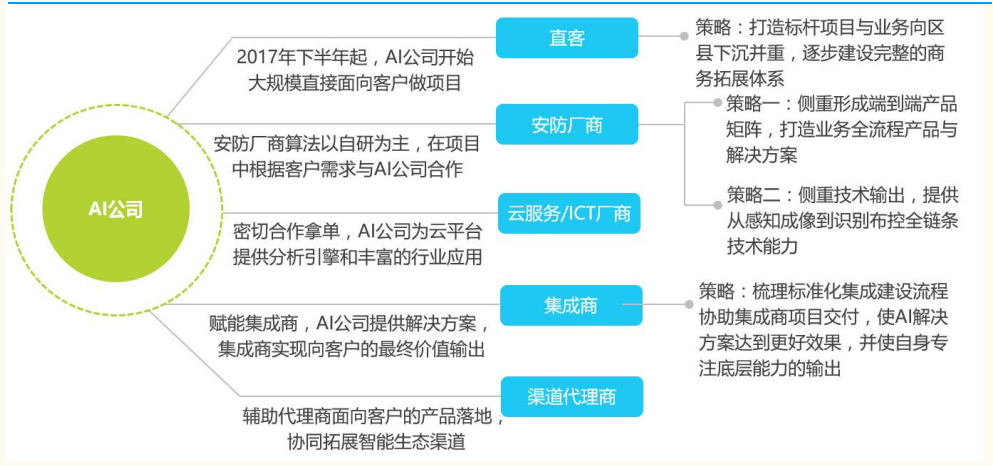 AI公司
2017年下半年起，AI公司开始
大规模直接面向客户做项目
直客
策略：打造标杆项目与业务向区
县下沉并重，逐步建设完整的商
务拓展体系
安防厂商算法以自研为主，在项目
中根据客户需求与AI公司合作
安防厂商
策略一：侧重形成端到端产品
矩阵，打造业务全流程产品与
解决方案
策略二：侧重技术输出，提供
从感知成像到识别布控全链条
技术能力
密切合作拿单，AI公司为云平台
提供分析引擎和丰富的行业应用
云服务/ICT厂商
赋能集成商，AI公司提供解决方案，
集成商实现向客户的最终价值输出
集成商
策略：梳理标准化集成建设流程
协助集成商项目交付，使AI解决
方案达到更好效果，并使自身专
注底层能力的输出
辅助代理商面向客户的产品落地，
协同拓展智能生态渠道
渠道代理商